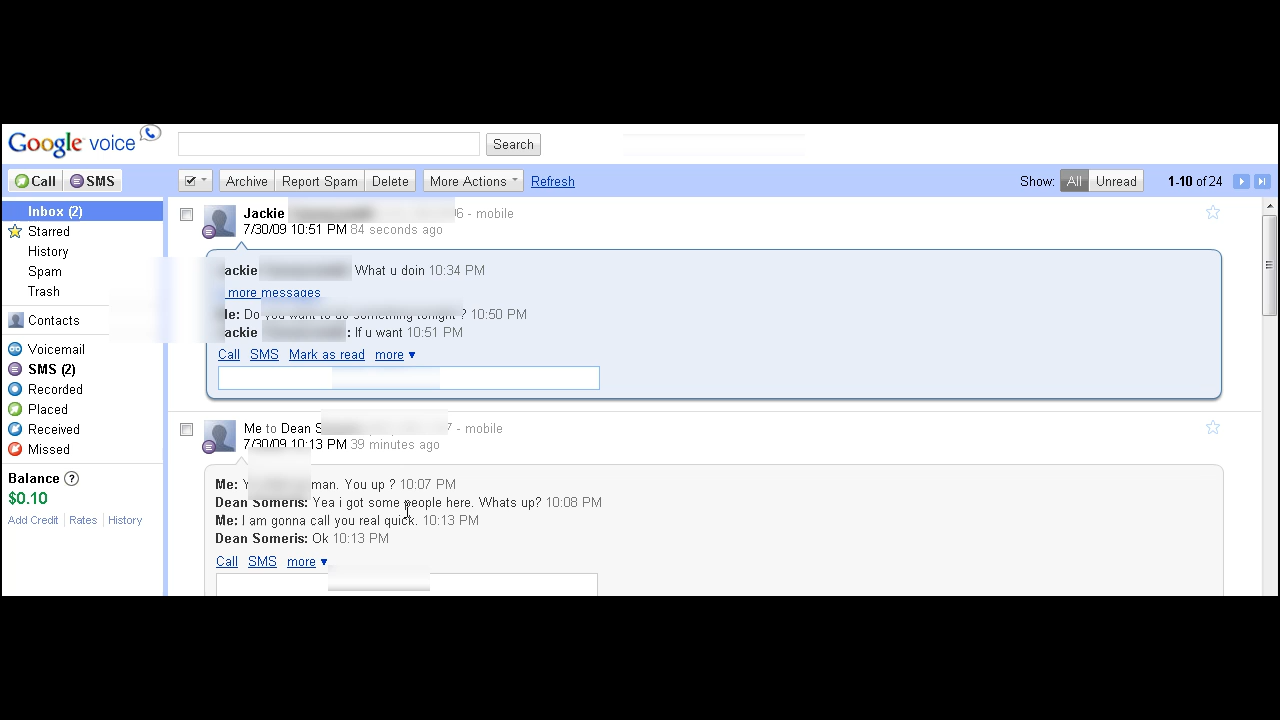 Google voice
Search
Call SMS
Archive Report Spam Delete More Actions Refresh
Show: All Unread 1-10 of 24
Inbox (2)
Starred
History
Spam
Trash
Contacts
Voicemail
SMS (2)
Recorded
Placed
Received
Missed
Balance ?
$0.10
Add Credit Rates History
Jackie 6 - mobile
7/30/09 10:51 PM 84 seconds ago
ackie What u doin 10:34 PM
more messages
Me: Do you want to do something tonight ? 10:50 PM
ackie : If u want 10:51 PM
Call SMS Mark as read more
Me to Dean S 7 - mobile
7/30/09 10:13 PM 39 minutes ago
Me: man. You up ? 10:07 PM
Dean Someris: Yea i got some people here. Whats up? 10:08 PM
Me: I am gonna call you real quick. 10:13 PM
Dean Someris: Ok 10:13 PM
Call SMS more